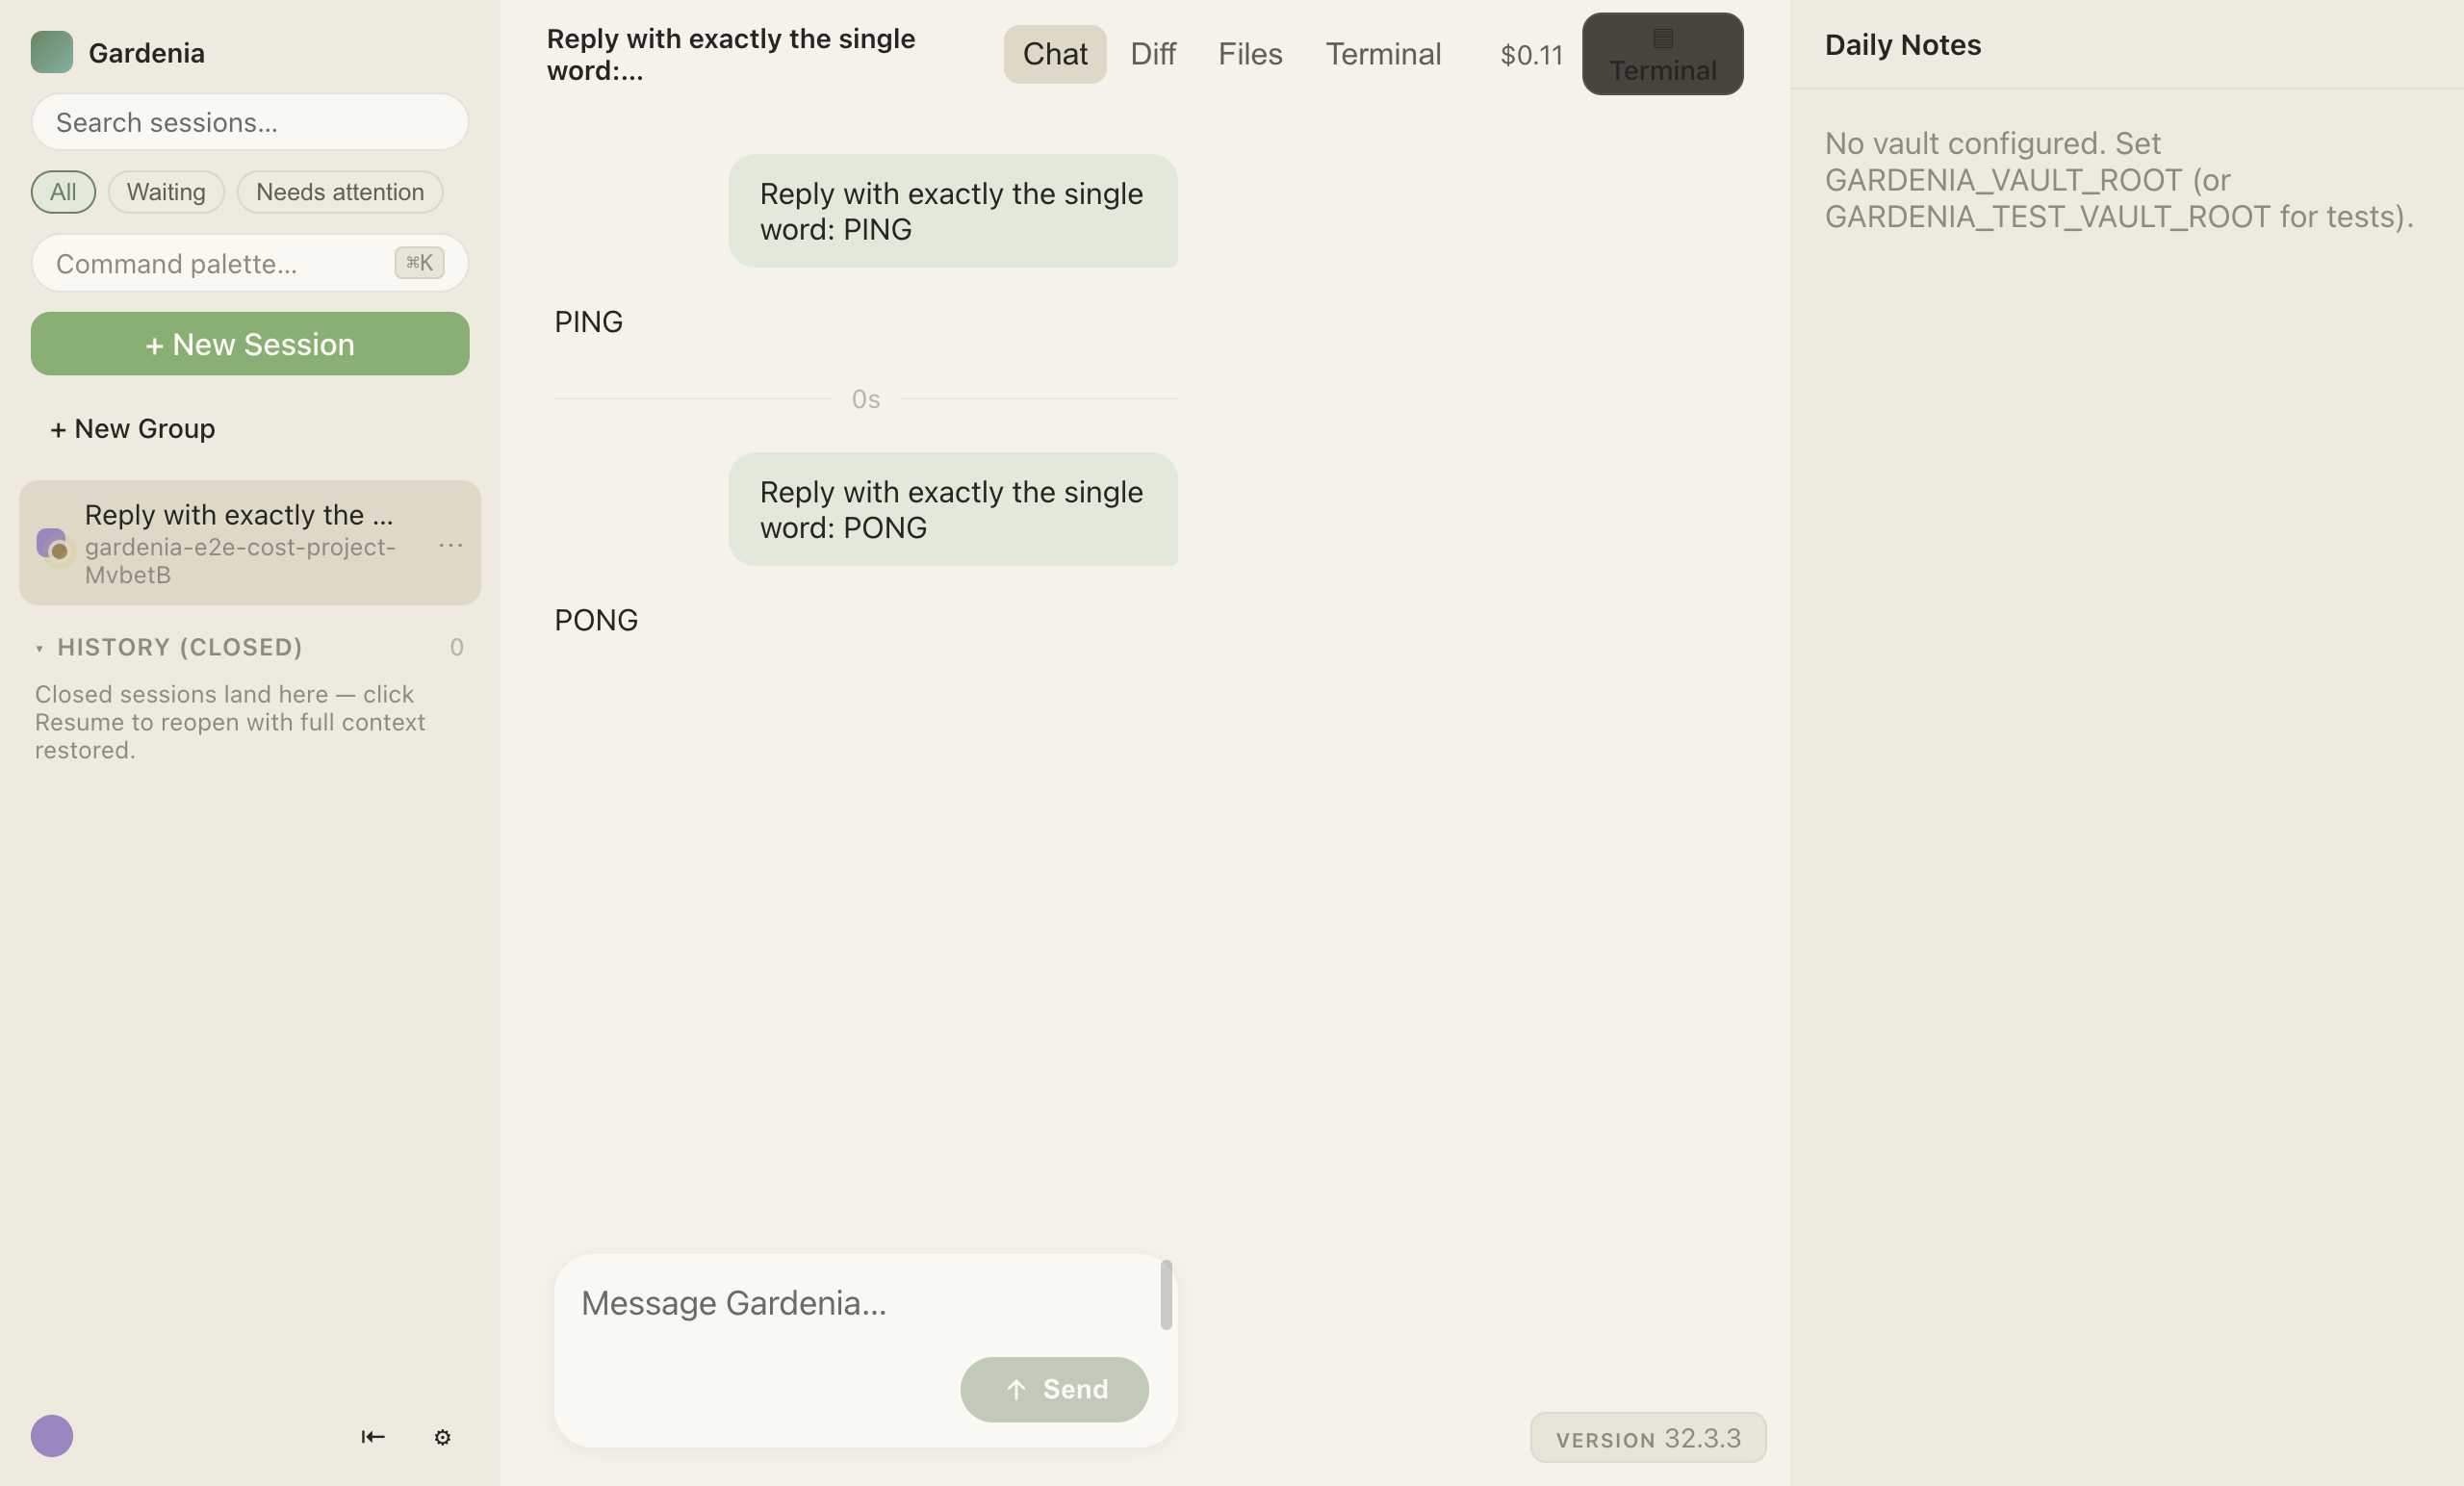 Gardenia
Search sessions...
All
Waiting
Needs attention
Command palette...
⌘K
+ New Session
+ New Group
Reply with exactly the ...
gardenia-e2e-cost-project-
MvbetB
...
HISTORY (CLOSED)
0
Closed sessions land here — click
Resume to reopen with full context
restored.
Reply with exactly the single
word:...
Chat
Diff
Files
Terminal
$0.11
Terminal
Reply with exactly the single
word: PING
PING
0s
Reply with exactly the single
word: PONG
PONG
Message Gardenia...
↑ Send
VERSION 32.3.3
Daily Notes
No vault configured. Set
GARDENIA_VAULT_ROOT (or
GARDENIA_TEST_VAULT_ROOT for tests).